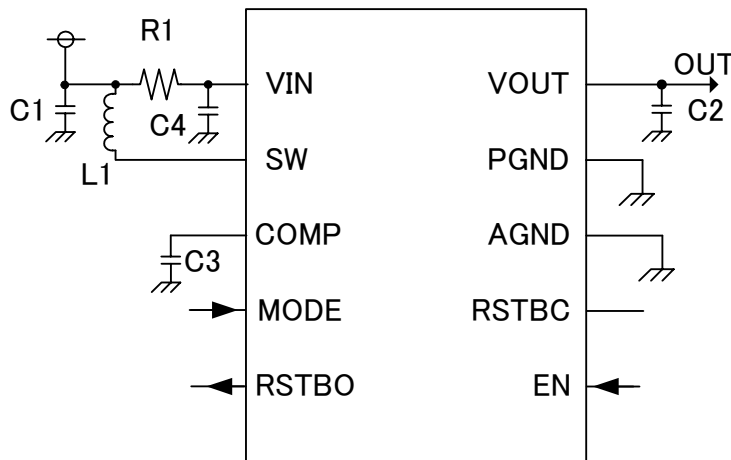 R1
OUT
VIN
VOUT
C1
C4
C2
L1
SW
PGND
COMP
AGND
C3
MODE
RSTBC
RSTBO
EN